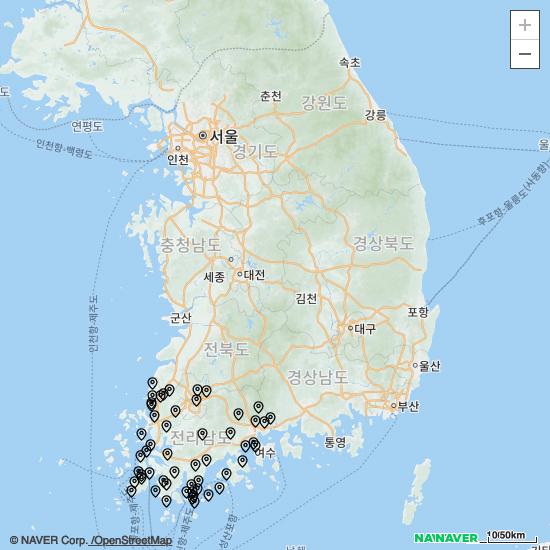 +
−
속초
춘천
강원도
강릉
도
연평도
서울
경기도
인천
인천항-백령도
울
후포항-울릉도(사동항)
충청남도
경상북도
세종
대전
인천항-제주도
김천
군산
포항
대구
전북도
울산
경상남도
부산
전라남도
여수
통영
성산포항
© NAVER Corp. /OpenStreetMap
NAVER
10/50km